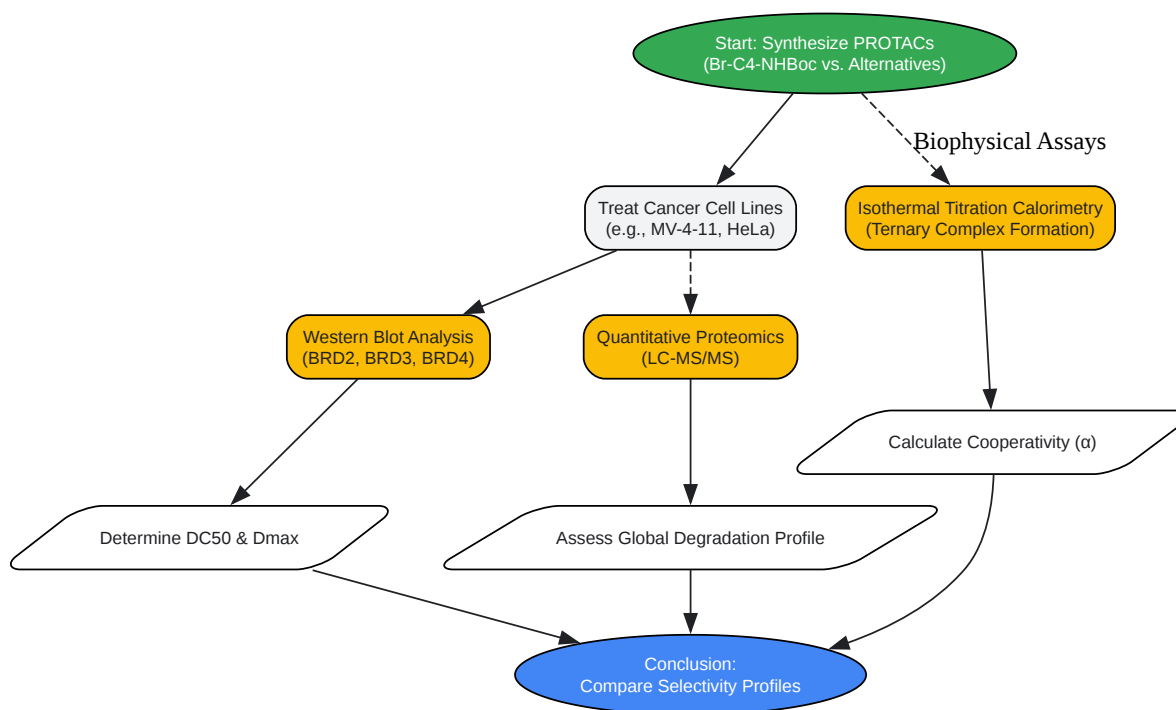 Start: Synthesize PROTACs
(Br-C4-NHBoc vs. Alternatives)
Biophysical Assays
Treat Cancer Cell Lines
(e.g., MV-4-11, HeLa)
Isothermal Titration Calorimetry
(Ternary Complex Formation)
Western Blot Analysis
(BRD2, BRD3, BRD4)
Quantitative Proteomics
(LC-MS/MS)
Calculate Cooperativity (α)
Determine DC50 & Dmax
Assess Global Degradation Profile
Conclusion:
Compare Selectivity Profiles